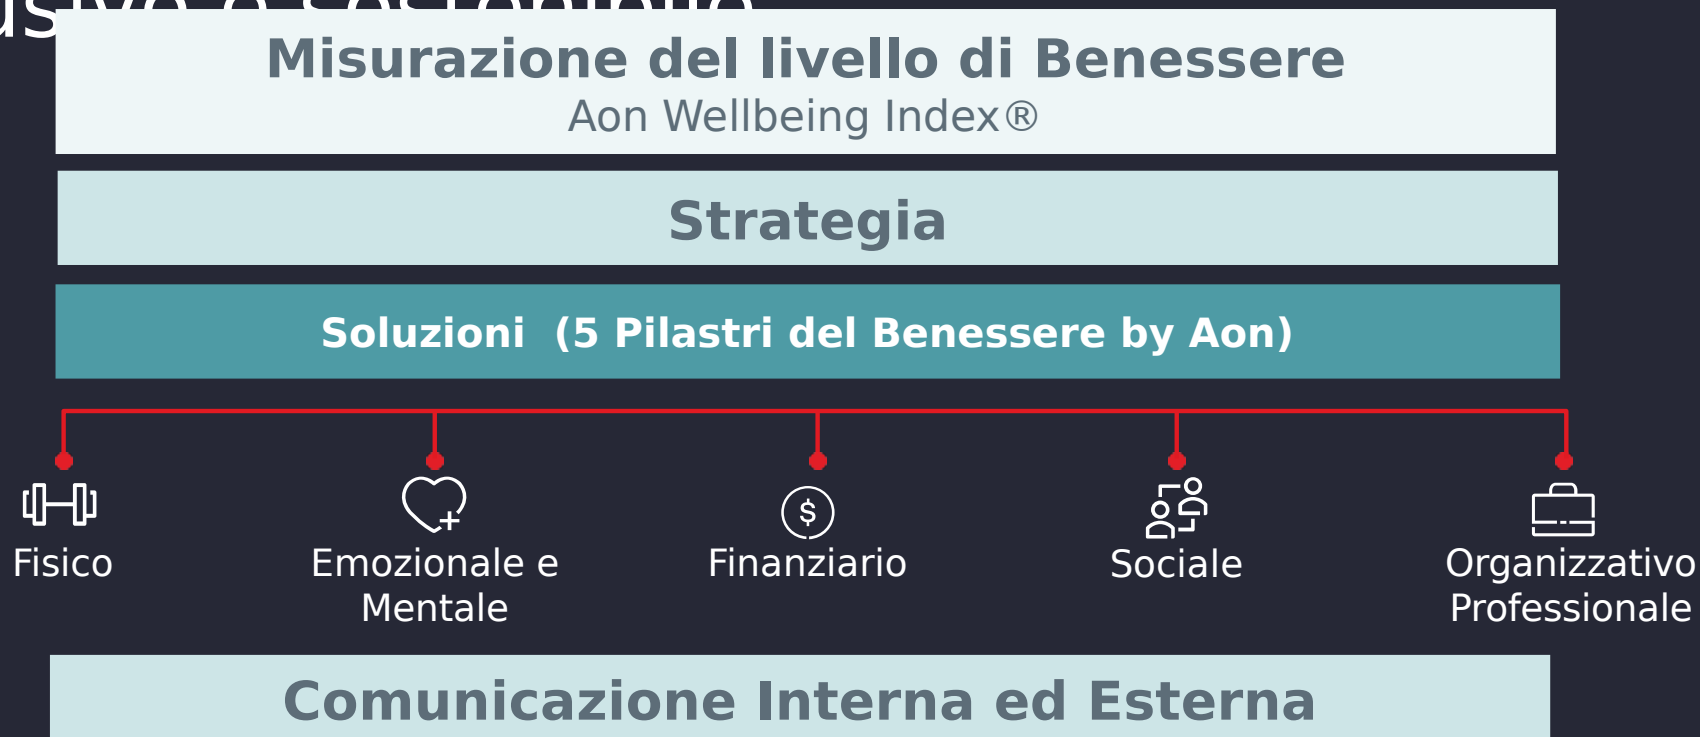 Misurazione del livello di Benessere
Aon Wellbeing Index®
Strategia
Soluzioni (5 Pilastri del Benessere by Aon)
$
Fisico
Emozionale e
Mentale
Finanziario
Sociale
Organizzativo
Professionale
Comunicazione Interna ed Esterna